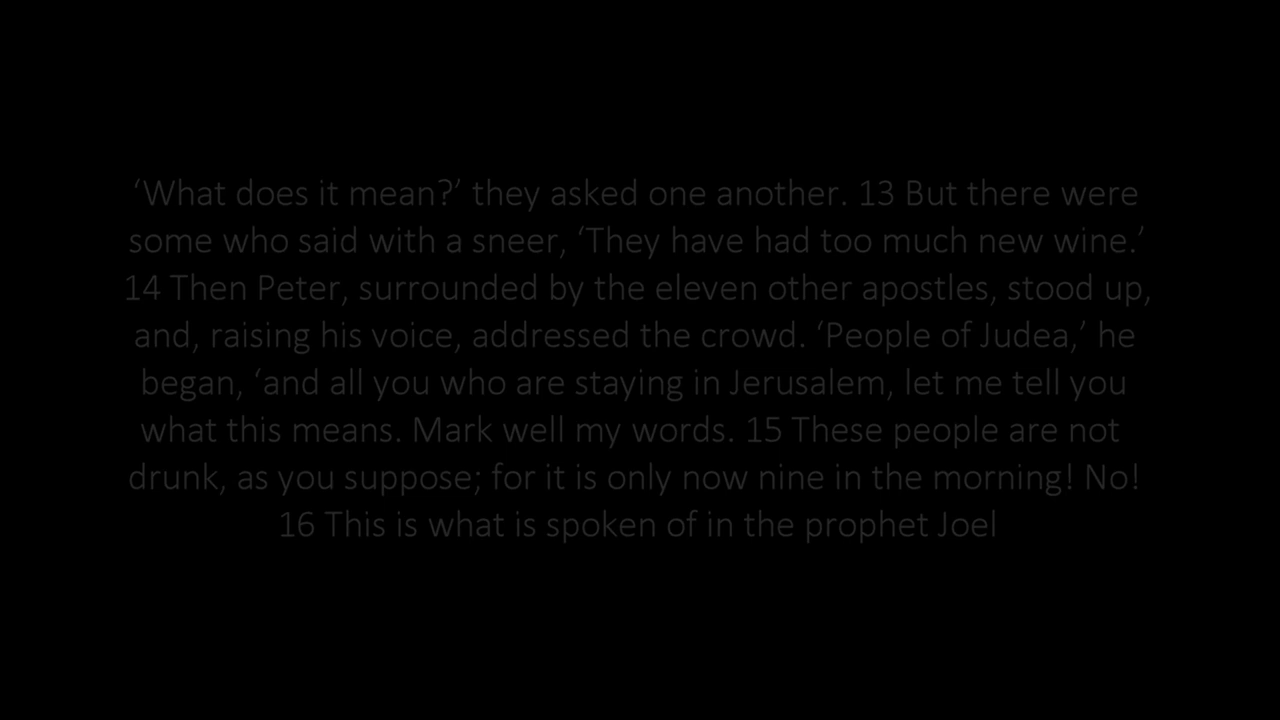 ‘What does it mean?’ they asked one another. 13 But there were
some who said with a sneer, ‘They have had too much new wine.’
14 Then Peter, surrounded by the eleven other apostles, stood up,
and, raising his voice, addressed the crowd. ‘People of Judea,’ he
began, ‘and all you who are staying in Jerusalem, let me tell you
what this means. Mark well my words. 15 These people are not
drunk, as you suppose; for it is only now nine in the morning! No!
16 This is what is spoken of in the prophet Joel